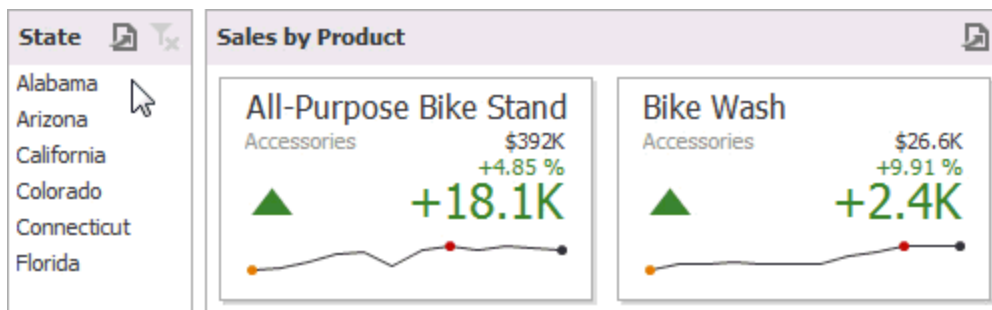 State
Alabama
Arizona
California
Colorado
Connecticut
Florida
Sales by Product
All-Purpose Bike Stand
Accessories
$392K
+4.85 %
+18.1K
Bike Wash
Accessories
$26.6K
+9.91 %
+2.4K